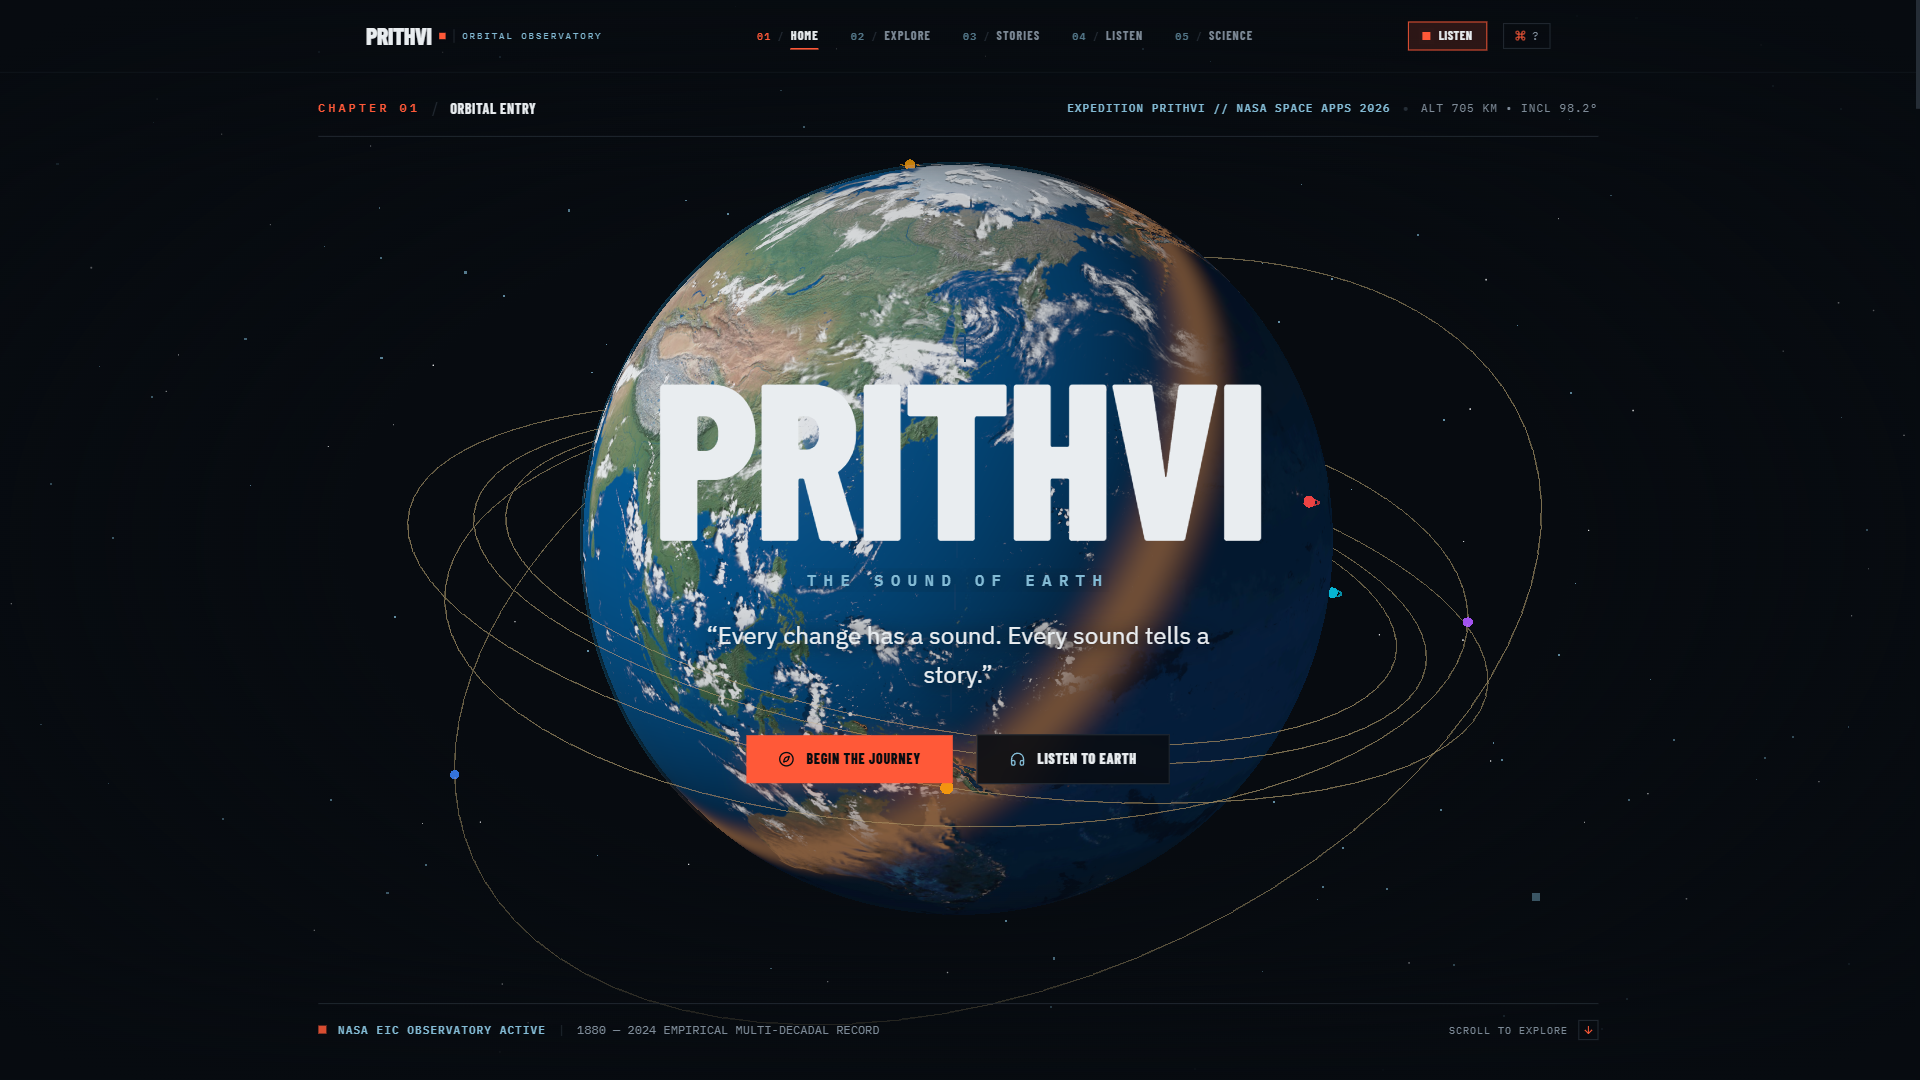 PRITHVI ORBITAL OBSERVATORY 01 / HOME 02 / EXPLORE 03 / STORIES 04 / LISTEN 05 / SCIENCE LISTEN ⌘ ?
CHAPTER 01 / ORBITAL ENTRY EXPEDITION PRITHVI // NASA SPACE APPS 2026 • ALT 705 KM • INCL 98.2°
PRITHVI
THE SOUND OF EARTH
“Every change has a sound. Every sound tells a
story.”
BEGIN THE JOURNEY LISTEN TO EARTH
NASA EIC OBSERVATORY ACTIVE | 1880 — 2024 EMPIRICAL MULTI-DECADAL RECORD SCROLL TO EXPLORE ↓